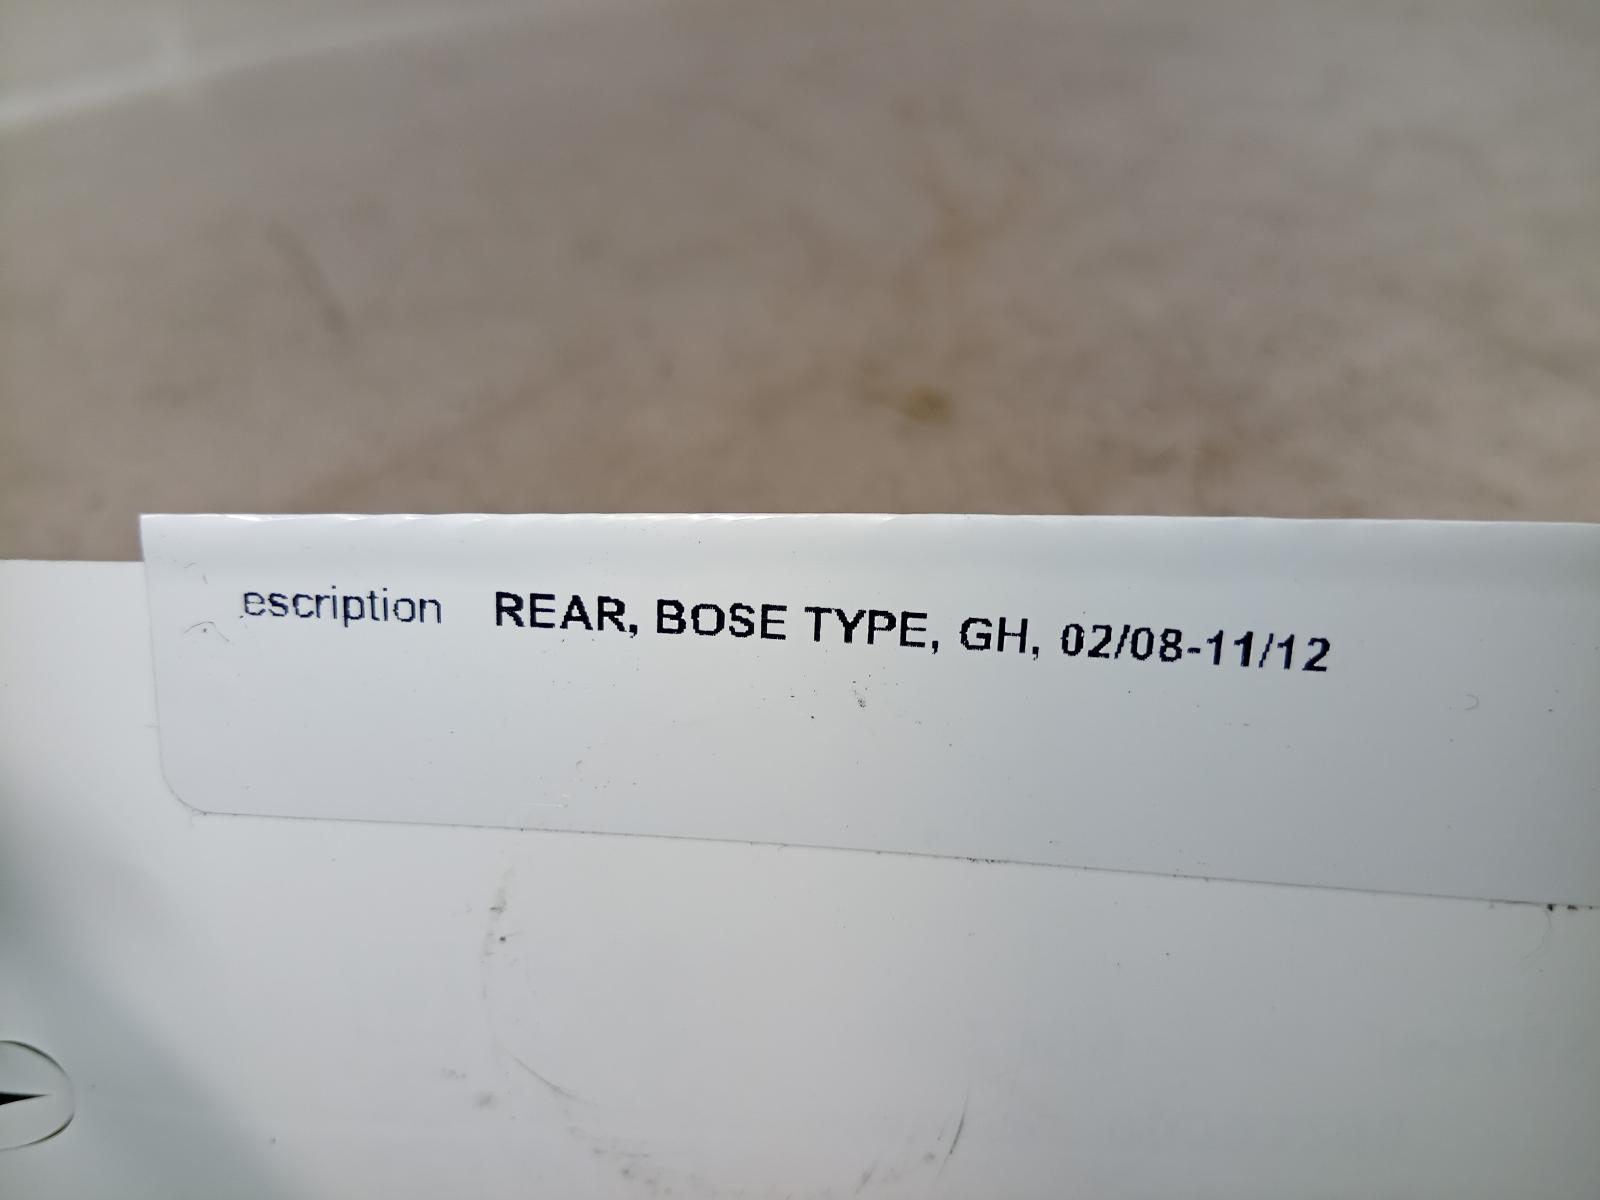 escription REAR, BOSE TYPE, GH, 02/08-11/12